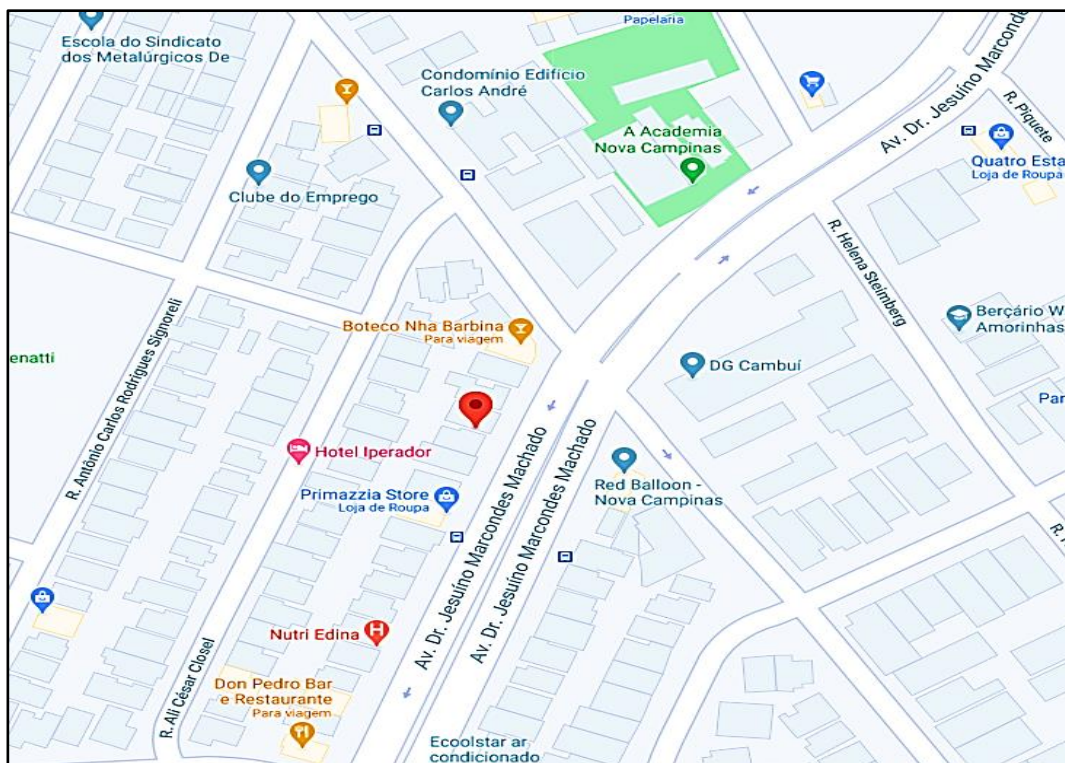 Papelaria
Escola do Sindicato
dos Metalúrgicos De
Condomínio Edifício
Carlos André
Av. Dr. Jesuíno Marcondes
R. Piquete
A Academia
Nova Campinas
Quatro Esta
Loja de Roupa
Clube do Emprego
R. Helena Steimberg
Berçário W
Amorinhas
Boteco Nha Barbina
Para viagem
enatti
DG Cambuí
Par
R. Antônio Carlos Rodrigues Signoreli
Hotel Iperador
Primazzia Store
Loja de Roupa
Red Balloon -
Nova Campinas
Av. Dr. Jesuíno Marcondes Machado
Av. Dr. Jesuíno Marcondes Machado
Nutri Edina
H
R. Ali César Closel
Don Pedro Bar
e Restaurante
Para viagem
Ecoolstar ar
condicionado